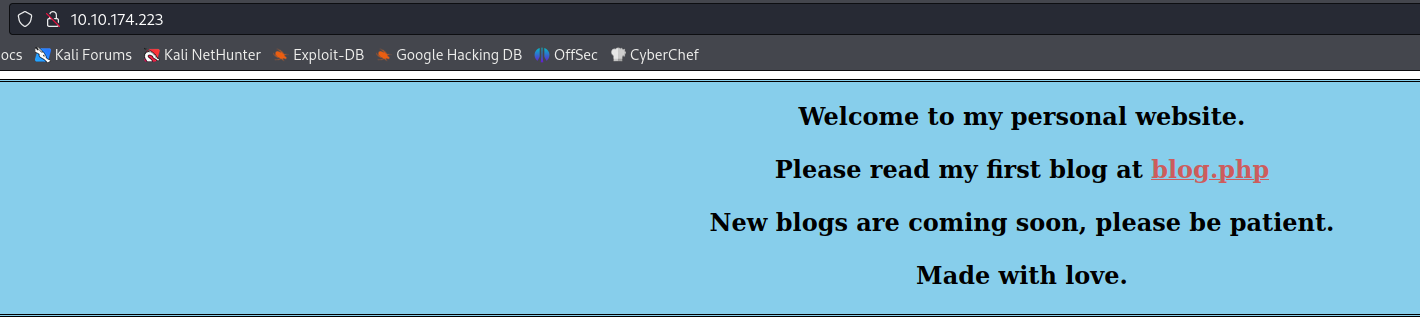 10.10.174.223
ocs Kali Forums Kali NetHunter Exploit-DB Google Hacking DB OffSec CyberChef
Welcome to my personal website.
Please read my first blog at blog.php
New blogs are coming soon, please be patient.
Made with love.